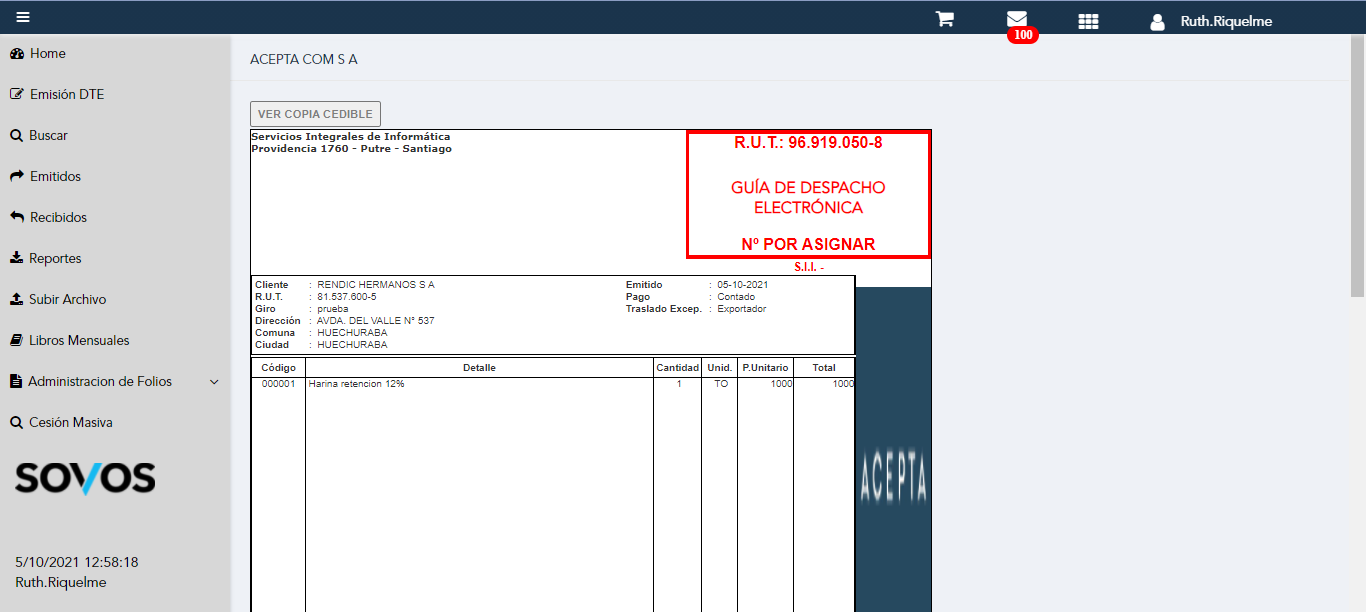 Ruth.Riquelme
100
Home
Emisión DTE
Buscar
Emitidos
Recibidos
Reportes
Subir Archivo
Libros Mensuales
Administracion de Folios
Cesión Masiva
SOVOS
5/10/2021 12:58:18
Ruth.Riquelme
ACEPTA COM S A
VER COPIA CEDIBLE
Servicios Integrales de Informática
Providencia 1760 - Putre - Santiago
R.U.T.: 96.919.050-8
GUÍA DE DESPACHO
ELECTRÓNICA
Nº POR ASIGNAR
S.I.I. -
Cliente : RENDIC HERMANOS S A Emitido : 05-10-2021
R.U.T. : 81.537.600-5 Pago : Contado
Giro : prueba Traslado Excep. : Exportador
Dirección : AVDA. DEL VALLE N° 537
Comuna : HUECHURABA
Ciudad : HUECHURABA
Código Detalle Cantidad Unid. P.Unitario Total
000001 Harina retencion 12% 1 TO 1000 1000
ACEPTA